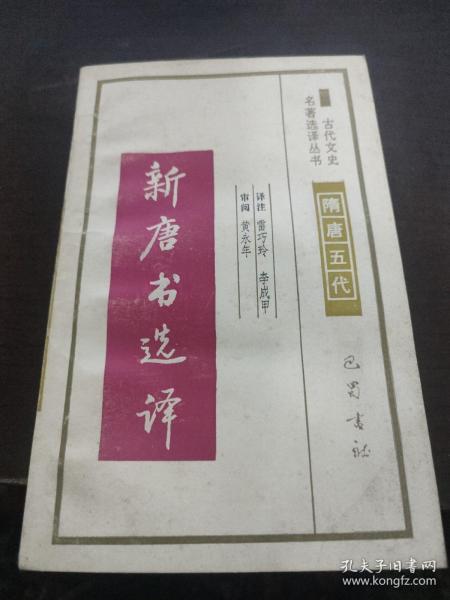 古代文史
名著选译丛书
隋唐五代
巴蜀书社
译注 雷巧玲 李成甲
审阅 黄永年
新唐书选译
孔夫子旧书网
www.kongfz.com